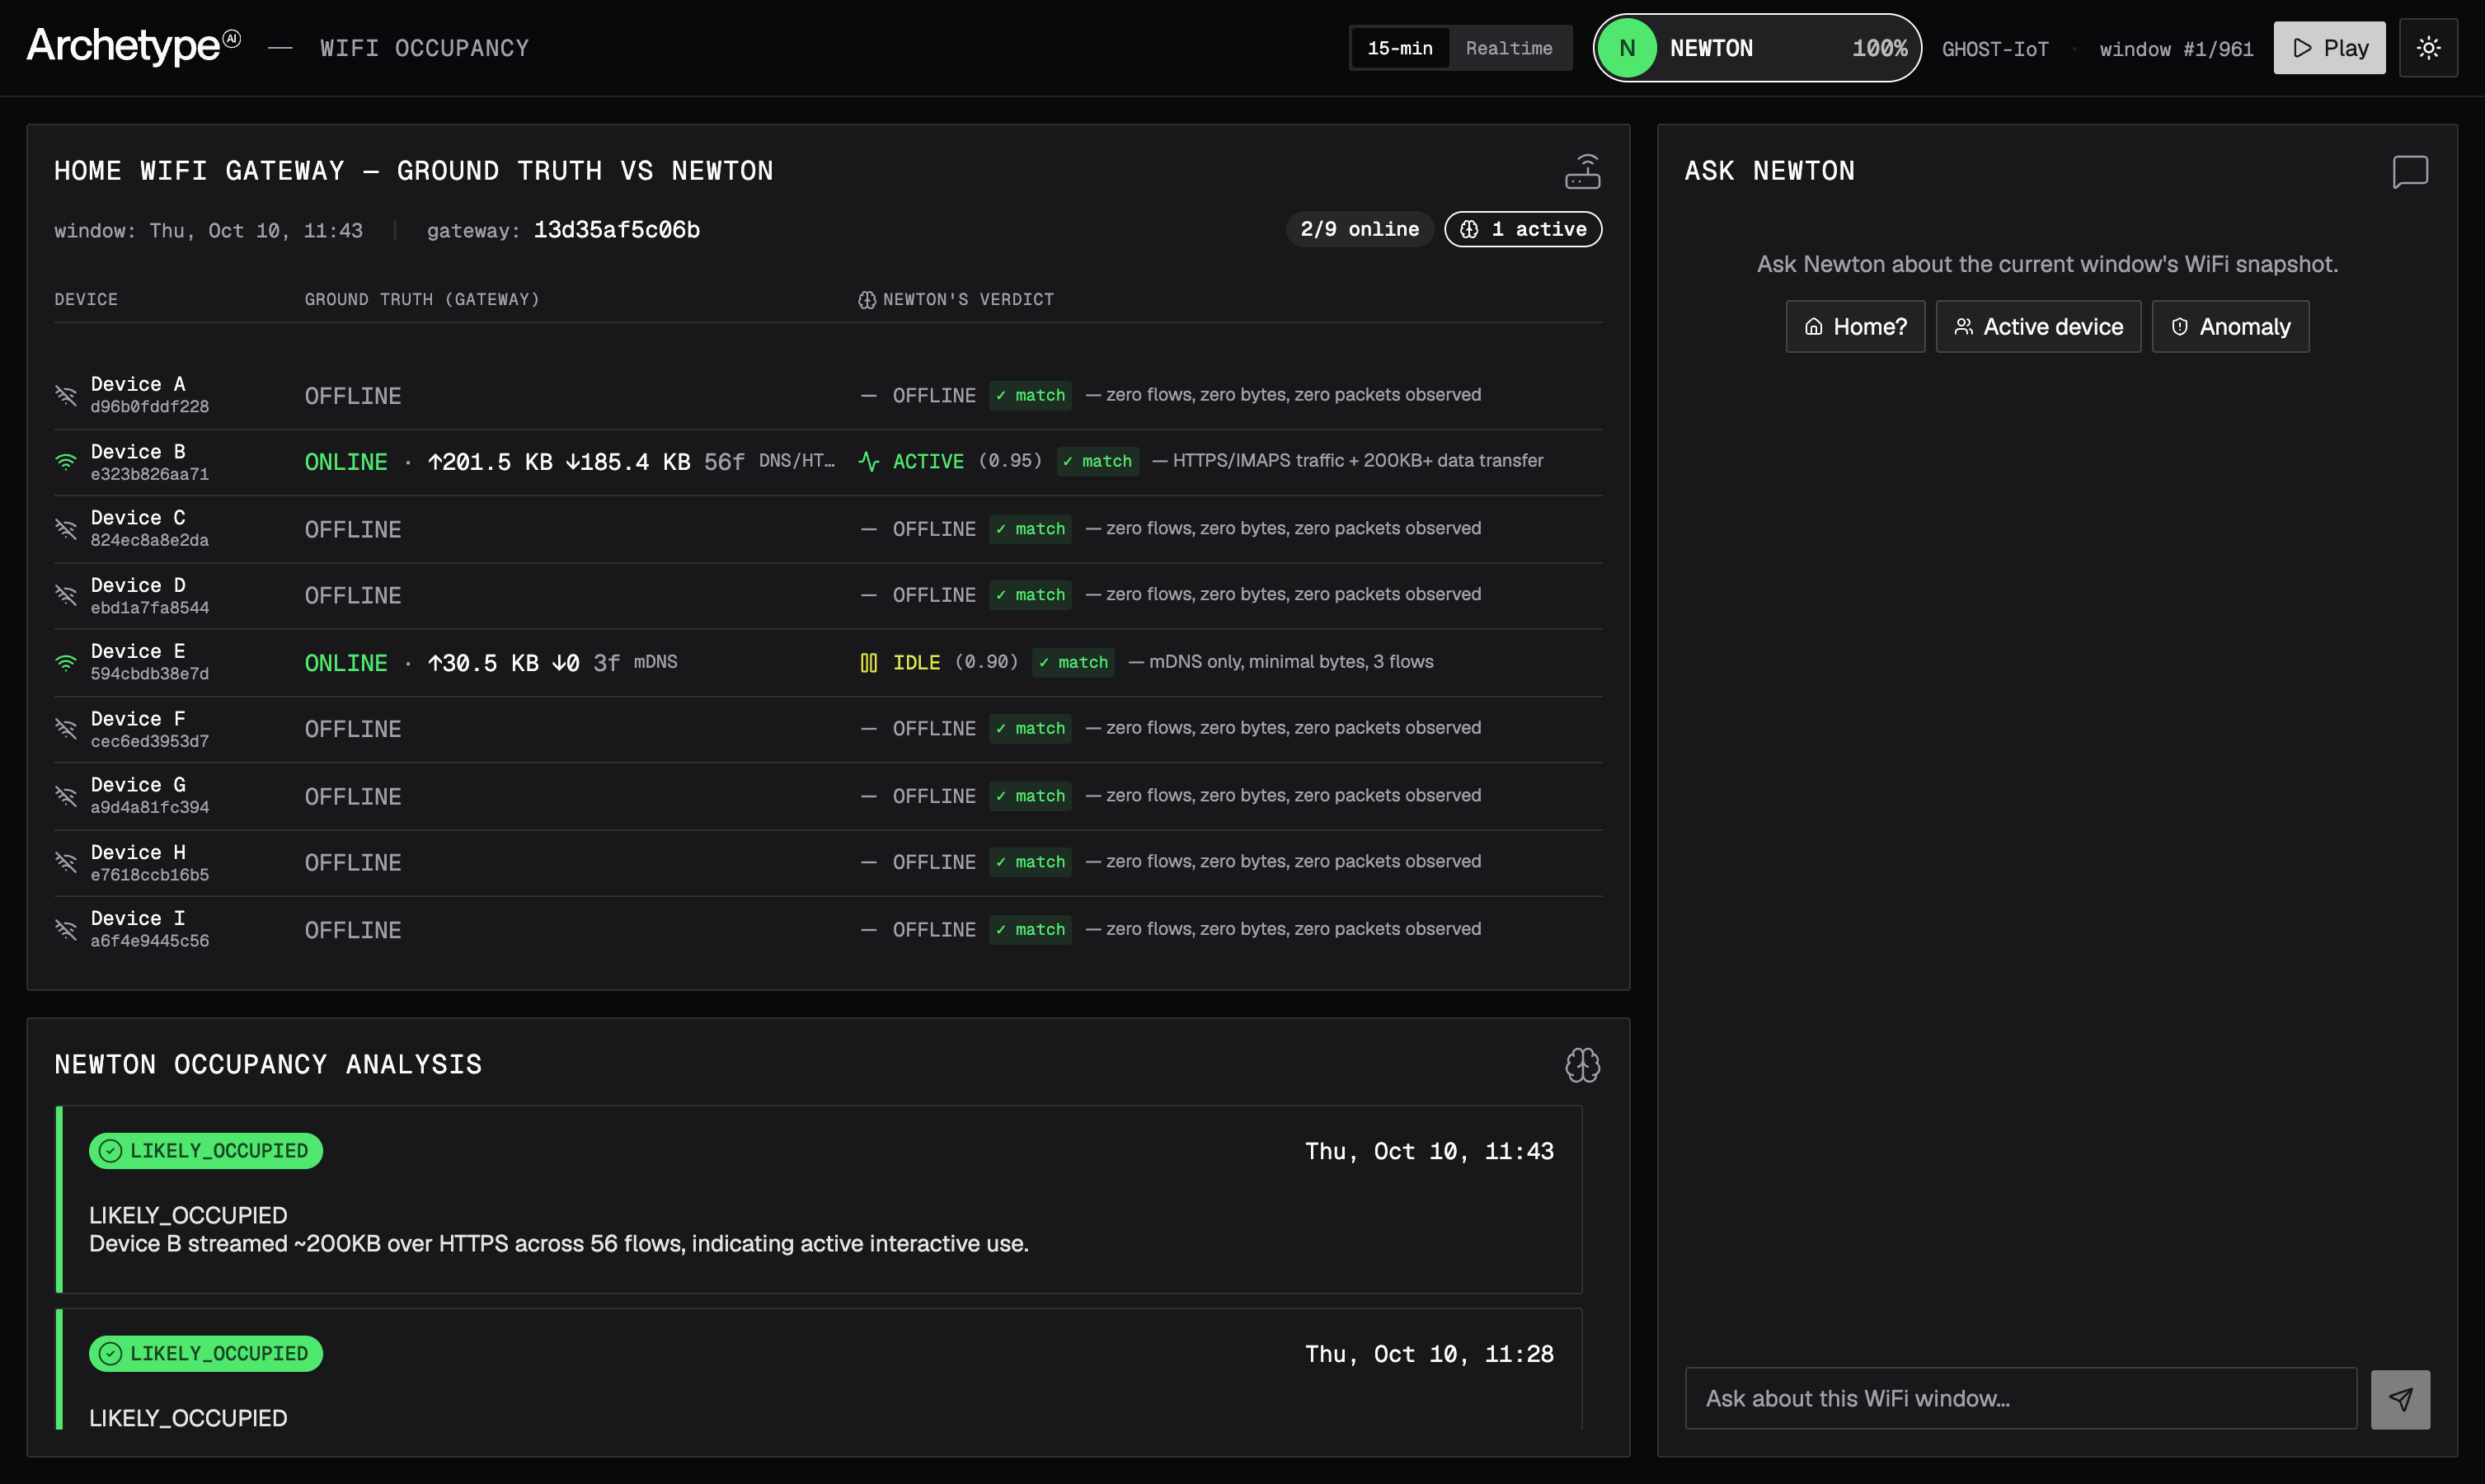 Archetype AI — WIFI OCCUPANCY
15-min Realtime
N NEWTON 100%
GHOST-IoT · window #1/961
Play
HOME WIFI GATEWAY — GROUND TRUTH VS NEWTON
window: Thu, Oct 10, 11:43 | gateway: 13d35af5c06b
2/9 online 1 active
DEVICE GROUND TRUTH (GATEWAY) NEWTON'S VERDICT
Device A
d96b0fddf228
OFFLINE
— OFFLINE ✓ match — zero flows, zero bytes, zero packets observed
Device B
e323b826aa71
ONLINE · ↑201.5 KB ↓185.4 KB 56f DNS/HT…
ACTIVE (0.95) ✓ match — HTTPS/IMAPS traffic + 200KB+ data transfer
Device C
824ec8a8e2da
OFFLINE
— OFFLINE ✓ match — zero flows, zero bytes, zero packets observed
Device D
ebd1a7fa8544
OFFLINE
— OFFLINE ✓ match — zero flows, zero bytes, zero packets observed
Device E
594cbdb38e7d
ONLINE · ↑30.5 KB ↓0 3f mDNS
IDLE (0.90) ✓ match — mDNS only, minimal bytes, 3 flows
Device F
cec6ed3953d7
OFFLINE
— OFFLINE ✓ match — zero flows, zero bytes, zero packets observed
Device G
a9d4a81fc394
OFFLINE
— OFFLINE ✓ match — zero flows, zero bytes, zero packets observed
Device H
e7618ccb16b5
OFFLINE
— OFFLINE ✓ match — zero flows, zero bytes, zero packets observed
Device I
a6f4e9445c56
OFFLINE
— OFFLINE ✓ match — zero flows, zero bytes, zero packets observed
NEWTON OCCUPANCY ANALYSIS
LIKELY_OCCUPIED Thu, Oct 10, 11:43
LIKELY_OCCUPIED
Device B streamed ~200KB over HTTPS across 56 flows, indicating active interactive use.
LIKELY_OCCUPIED Thu, Oct 10, 11:28
LIKELY_OCCUPIED
ASK NEWTON
Ask Newton about the current window's WiFi snapshot.
Home? Active device Anomaly
Ask about this WiFi window...